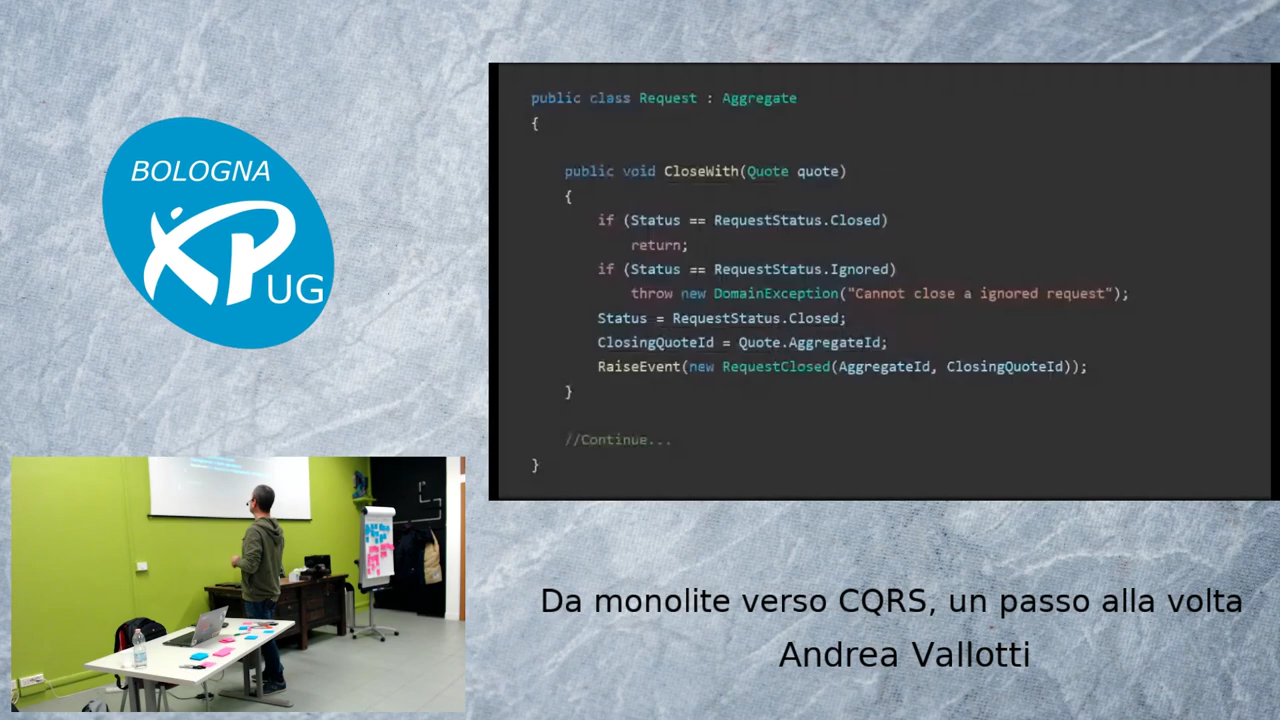 BOLOGNA
XP
UG
public class Request : Aggregate
{
public void CloseWith(Quote quote)
{
if (Status == RequestStatus.Closed)
return;
if (Status == RequestStatus.Ignored)
throw new DomainException("Cannot close a ignored request");
Status = RequestStatus.Closed;
ClosingQuoteId = Quote.AggregateId;
RaiseEvent(new RequestClosed(AggregateId, ClosingQuoteId));
}
//Continue...
}
Da monolite verso CQRS, un passo alla volta
Andrea Vallotti